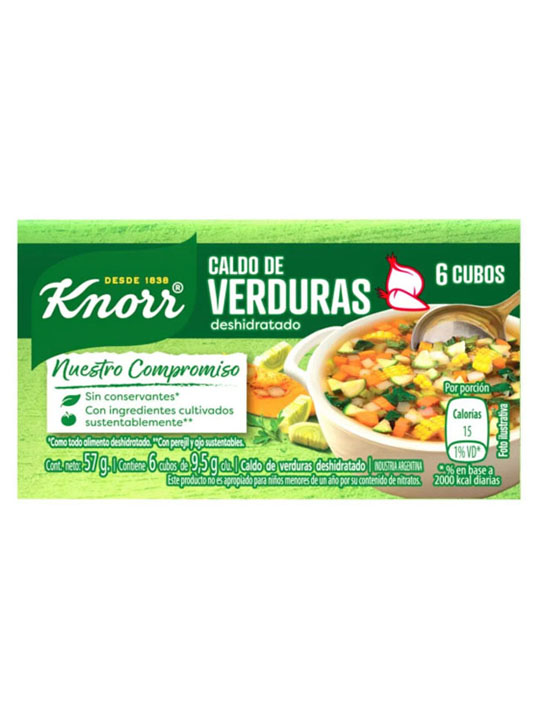 DESDE 1838
Knorr®
CALDO DE
VERDURAS
deshidratado
6 CUBOS
Nuestro Compromiso
Sin conservantes*
Con ingredientes cultivados
sustentablemente**
*Como todo alimento deshidratado. **Con perejil y ajo sustentables.
Cont. neto: 57 g. | Contiene 6 cubos de 9,5 g c/u. | Caldo de verduras deshidratado | INDUSTRIA ARGENTINA
Este producto no es apropiado para niños menores de un año por su contenido de nitratos.
Por porción
Calorías
15
1% VD*
* % en base a
2000 kcal diarias
Foto ilustrativa